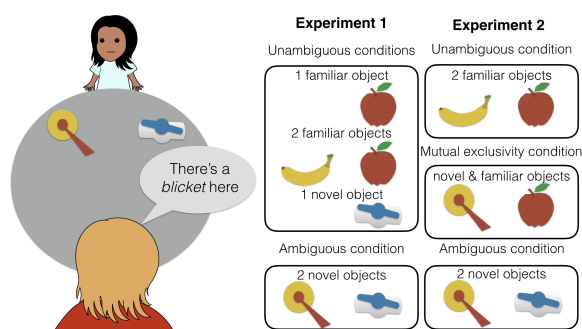 There's a
blicket here
Experiment 1
Unambiguous conditions
1 familiar object
2 familiar objects
1 novel object
Ambiguous condition
2 novel objects
Experiment 2
Unambiguous condition
2 familiar objects
Mutual exclusivity condition
novel & familiar objects
Ambiguous condition
2 novel objects